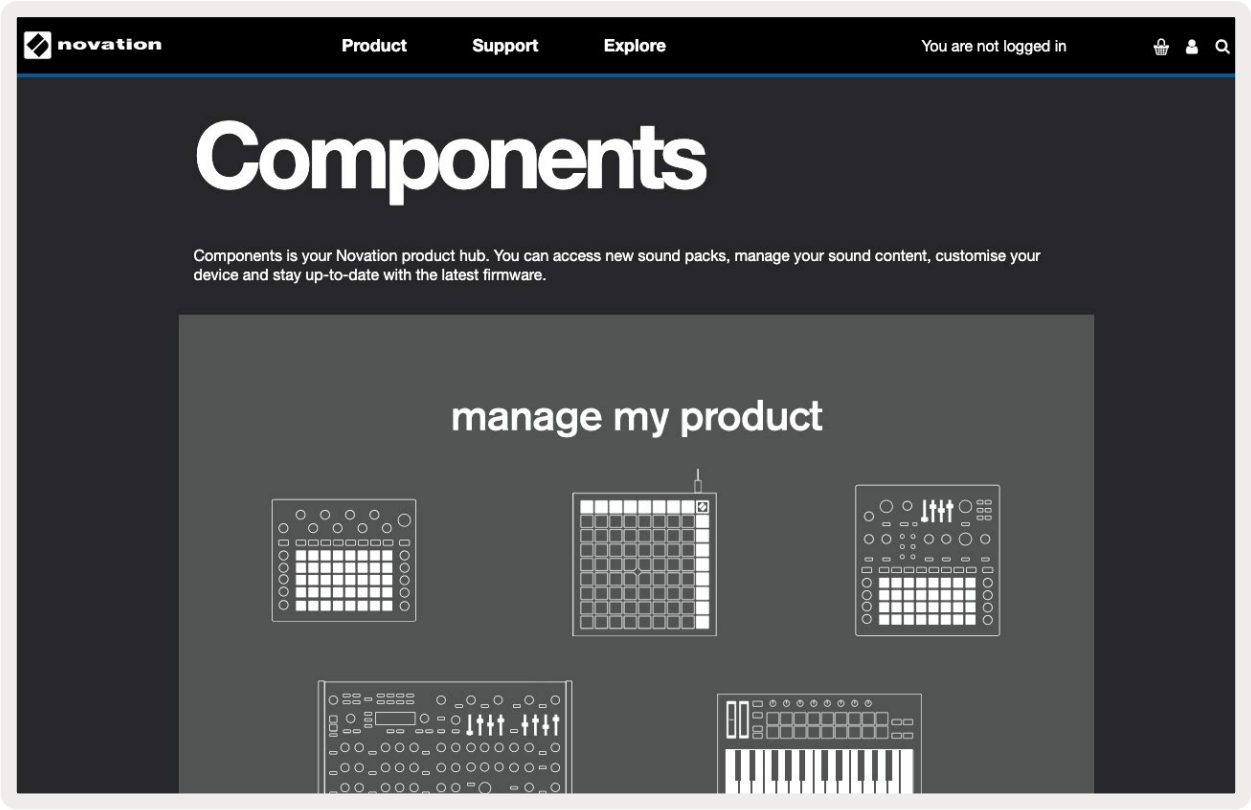 novation
Product
Support
Explore
You are not logged in
Components
Components is your Novation product hub. You can access new sound packs, manage your sound content, customise your
device and stay up-to-date with the latest firmware.
manage my product